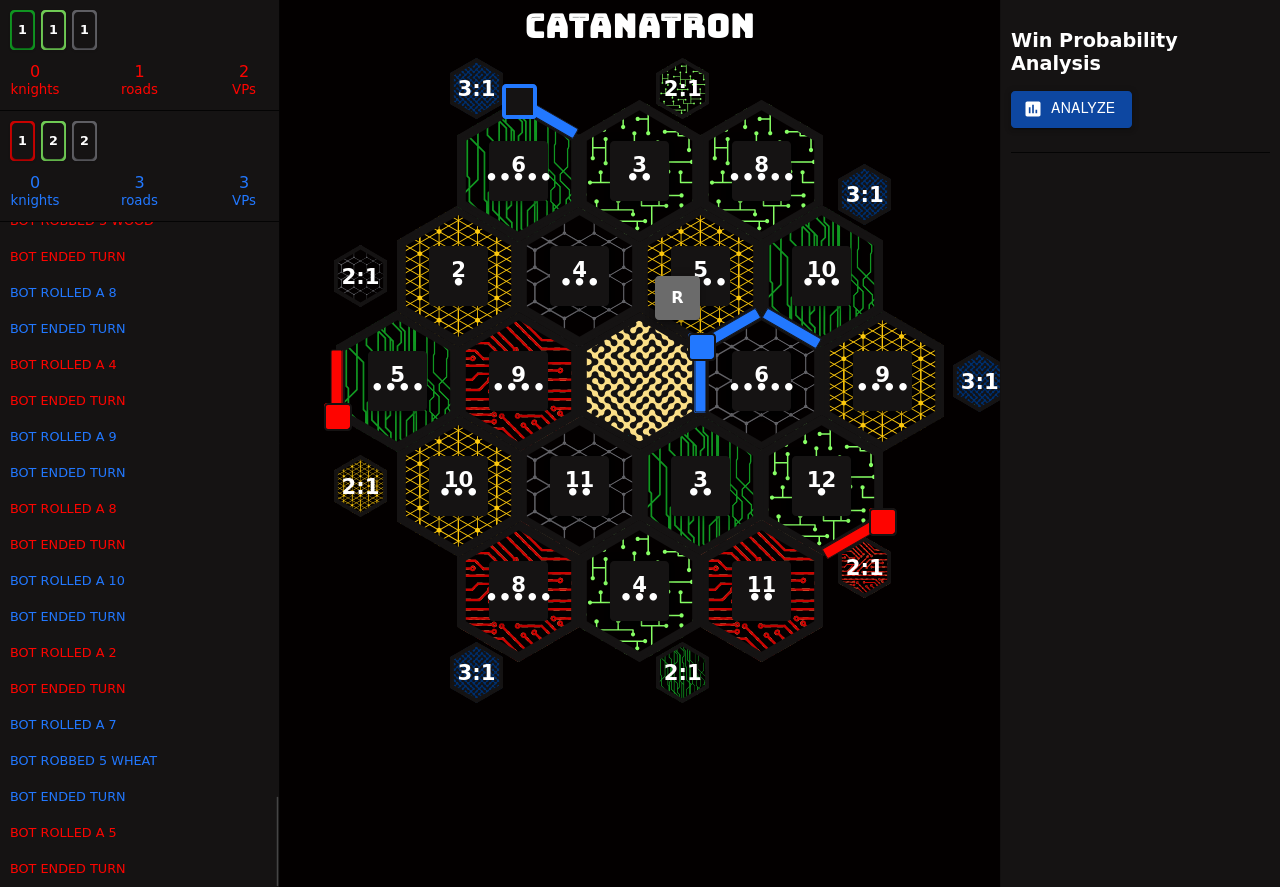 CATANATRON
1 1 1
0 1 2
knights roads VPs
1 2 2
0 3 3
knights roads VPs
BOT ENDED TURN
BOT ROLLED A 8
BOT ENDED TURN
BOT ROLLED A 4
BOT ENDED TURN
BOT ROLLED A 9
BOT ENDED TURN
BOT ROLLED A 8
BOT ENDED TURN
BOT ROLLED A 10
BOT ENDED TURN
BOT ROLLED A 2
BOT ENDED TURN
BOT ROLLED A 7
BOT ROBBED 5 WHEAT
BOT ENDED TURN
BOT ROLLED A 5
BOT ENDED TURN
3:1 2:1
6 3 8
3:1
2:1 2 4 5 10
R
5 9 6 9 3:1
2:1 10 11 3 12
8 4 11 2:1
3:1 2:1
Win Probability
Analysis
ANALYZE